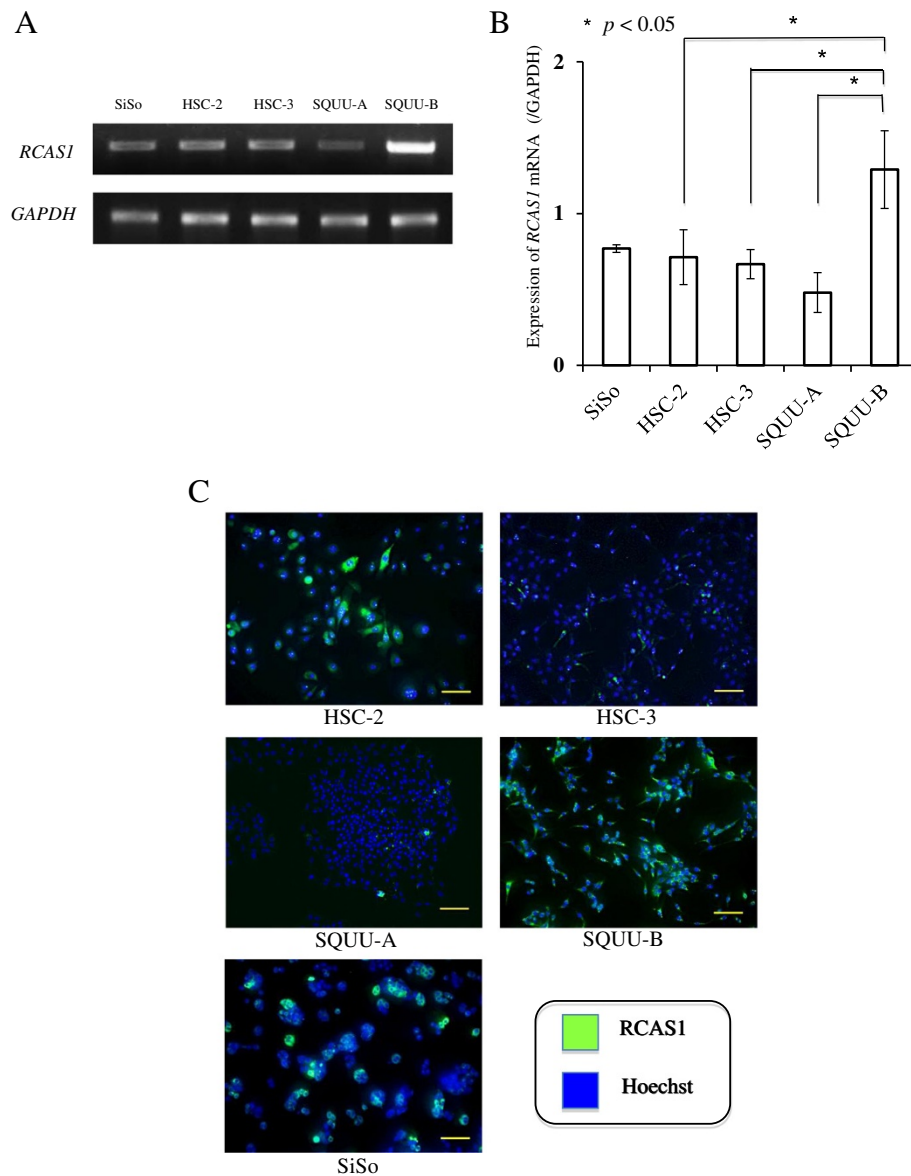 A
SiSo HSC-2 HSC-3 SQUU-A SQUU-B
RCAS1
GAPDH
B
* p < 0.05
*
*
*
Expression of RCAS1 mRNA (/GAPDH)
2
1
0
SiSo
HSC-2
HSC-3
SQUU-A
SQUU-B
C
HSC-2
HSC-3
SQUU-A
SQUU-B
SiSo
RCAS1
Hoechst